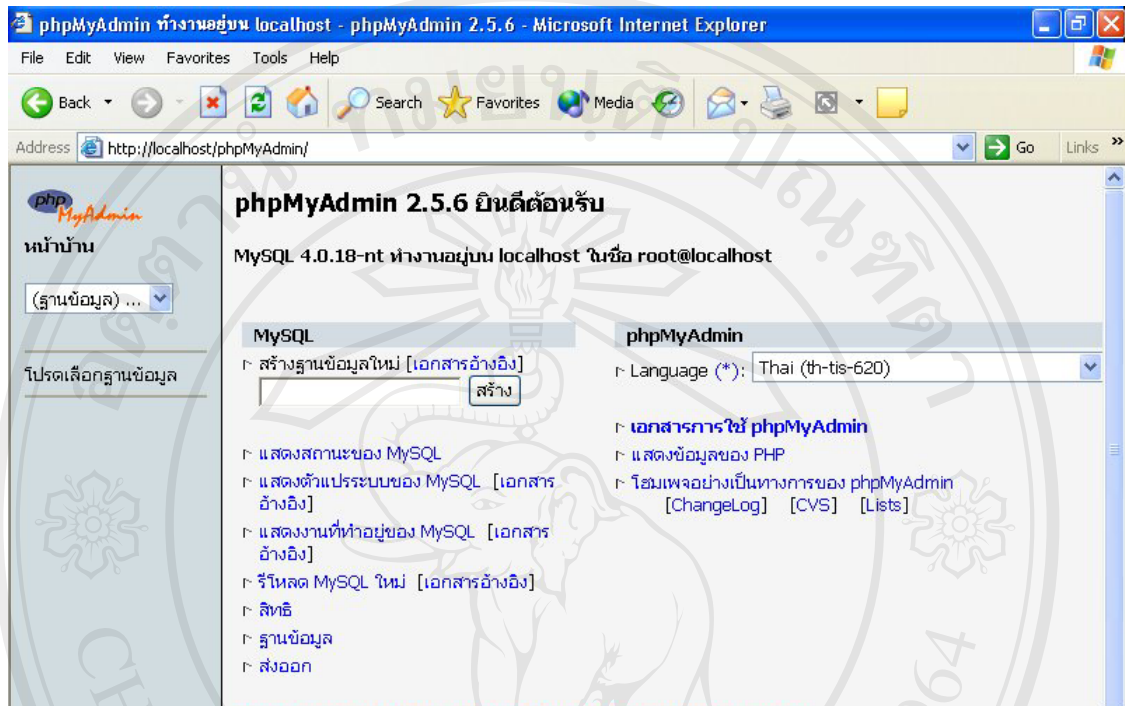 phpMyAdmin ทำงานอยู่บน localhost - phpMyAdmin 2.5.6 - Microsoft Internet Explorer
File Edit View Favorites Tools Help
Back Search Favorites Media
Address http://localhost/phpMyAdmin/ Go Links »
php MyAdmin
หน้าบ้าน
(ฐานข้อมูล) ...
โปรดเลือกฐานข้อมูล
phpMyAdmin 2.5.6 ยินดีต้อนรับ
MySQL 4.0.18-nt ทำงานอยู่บน localhost ในชื่อ root@localhost
MySQL
สร้างฐานข้อมูลใหม่ [เอกสารอ้างอิง]
สร้าง
แสดงสถานะของ MySQL
แสดงตัวแปรระบบของ MySQL [เอกสาร
อ้างอิง]
แสดงงานที่ทำอยู่ของ MySQL [เอกสาร
อ้างอิง]
รีโหลด MySQL ใหม่ [เอกสารอ้างอิง]
สิทธิ
ฐานข้อมูล
ส่งออก
phpMyAdmin
Language (*): Thai (th-tis-620)
เอกสารการใช้ phpMyAdmin
แสดงข้อมูลของ PHP
โฮมเพจอย่างเป็นทางการของ phpMyAdmin
[ChangeLog] [CVS] [Lists]